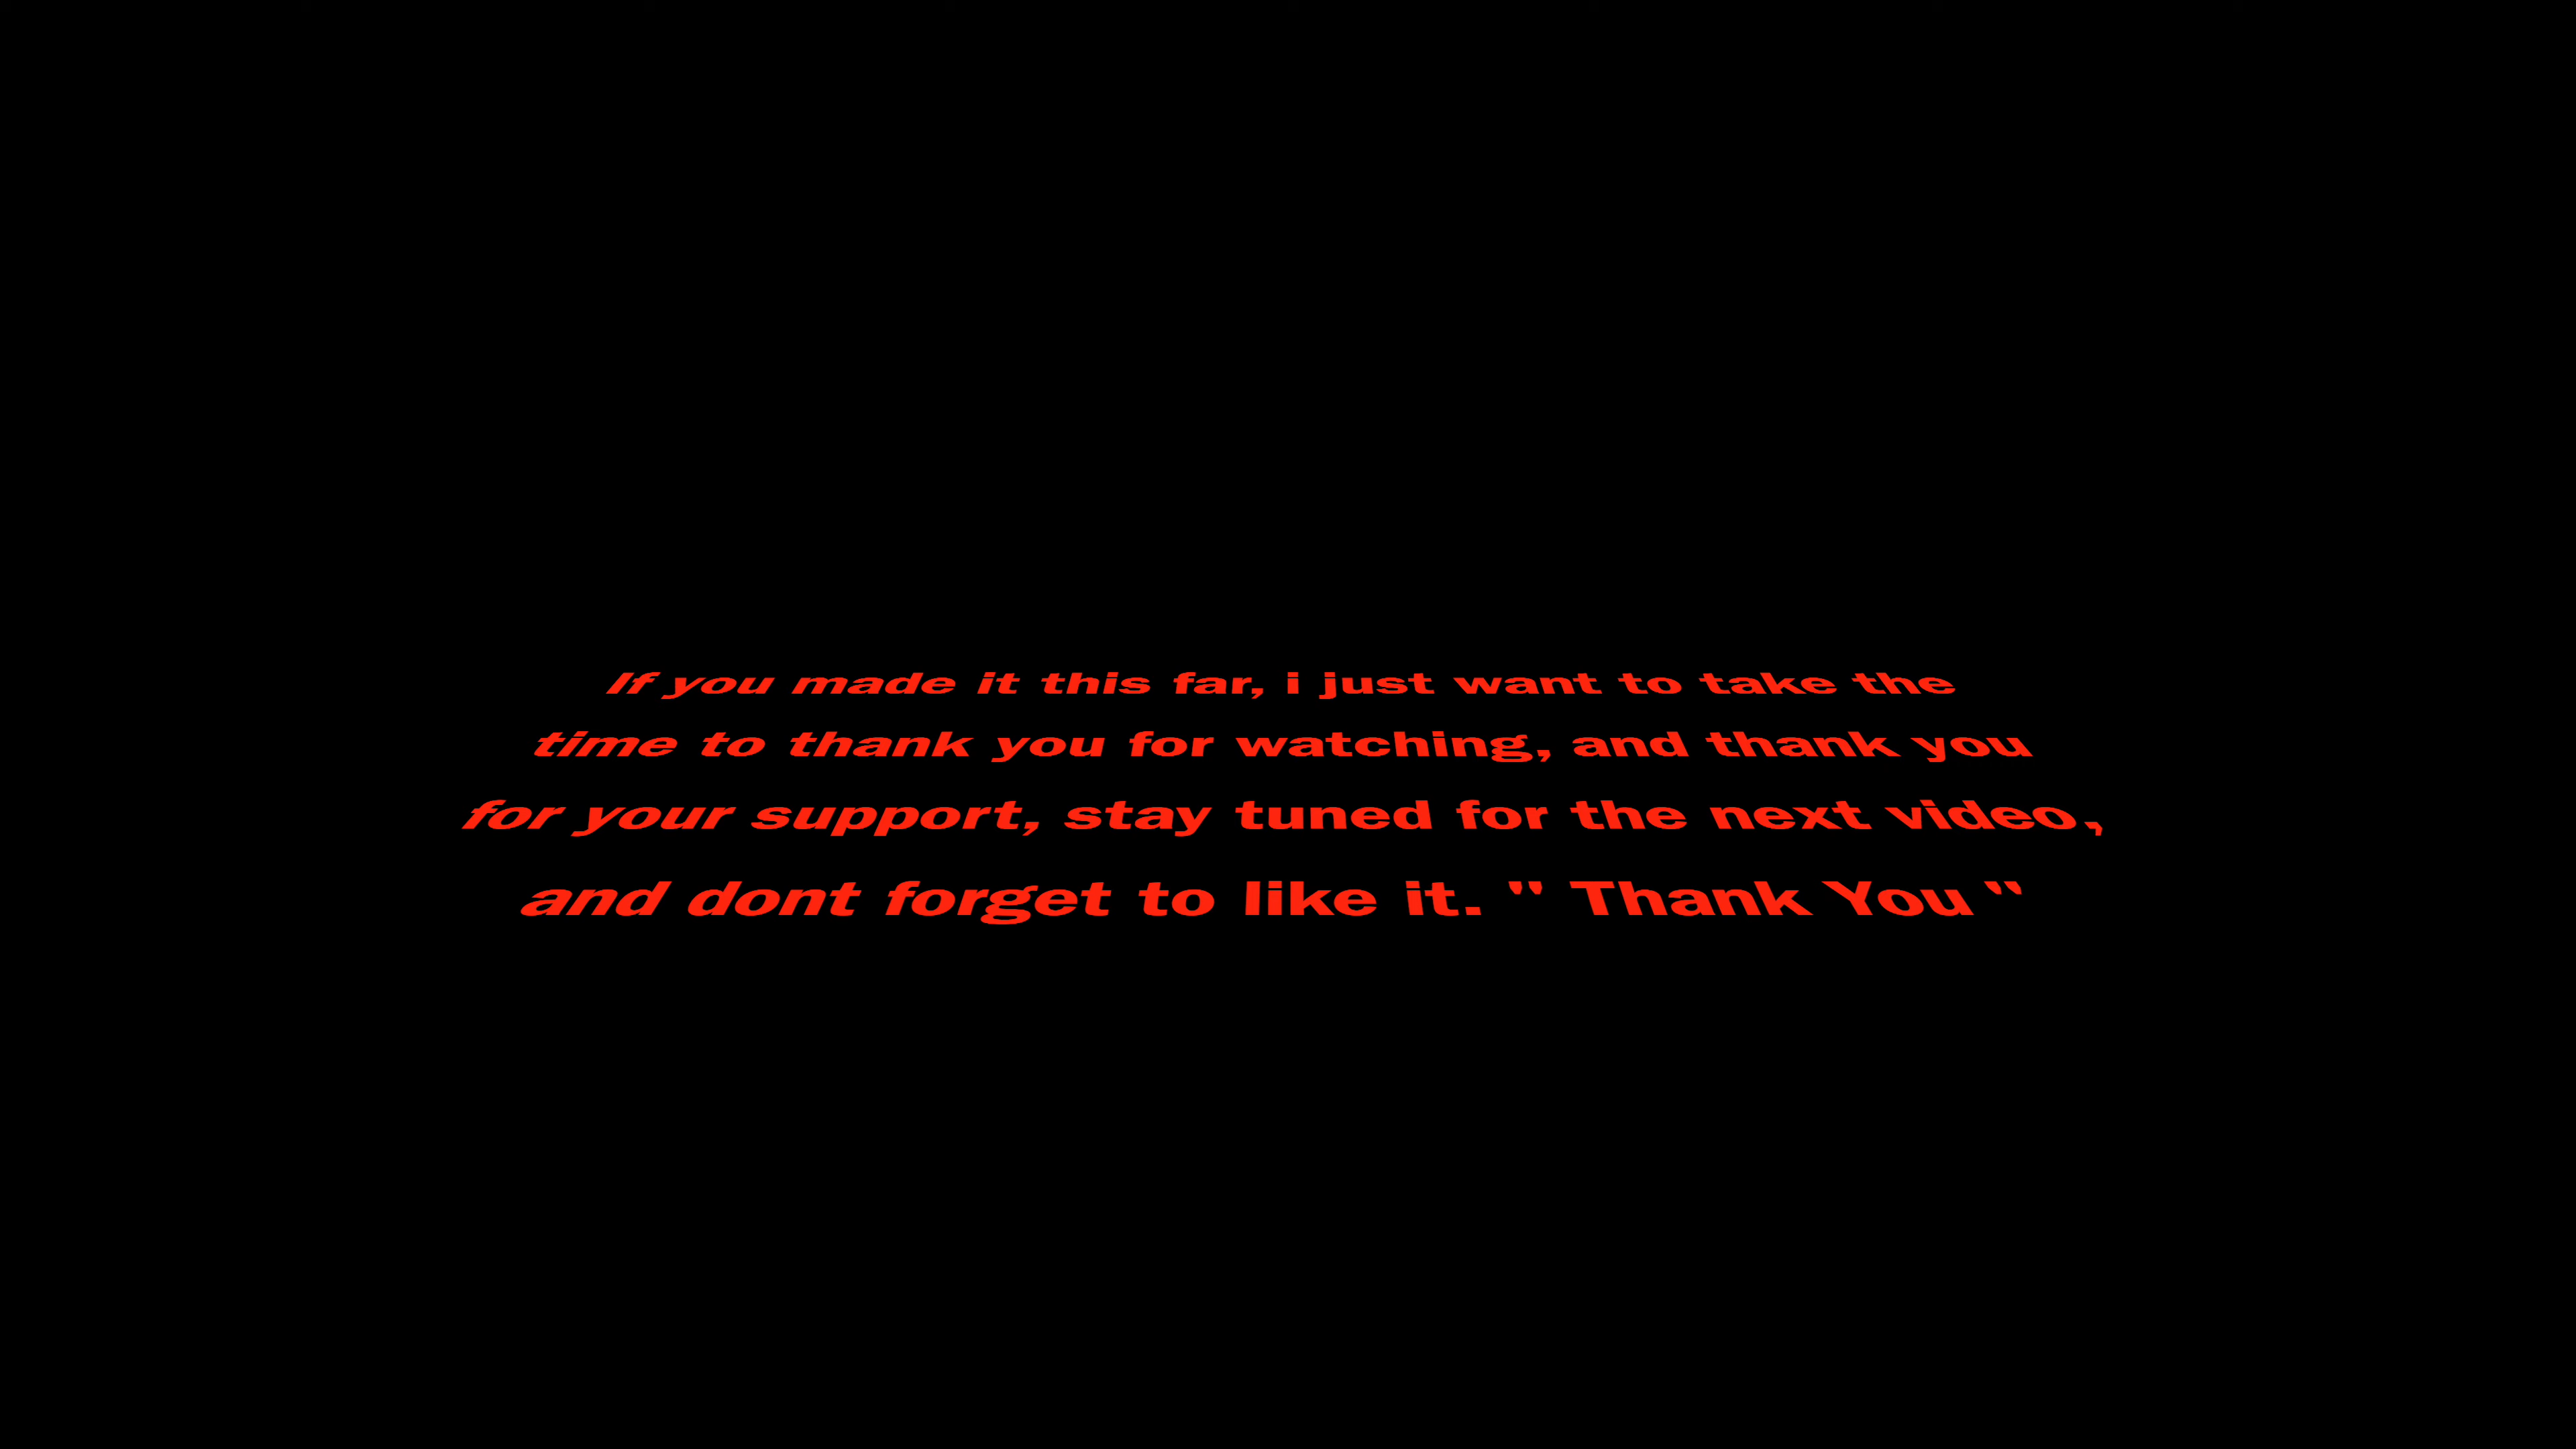 If you made it this far, i just want to take the
time to thank you for watching, and thank you
for your support, stay tuned for the next video,
and dont forget to like it. " Thank You "